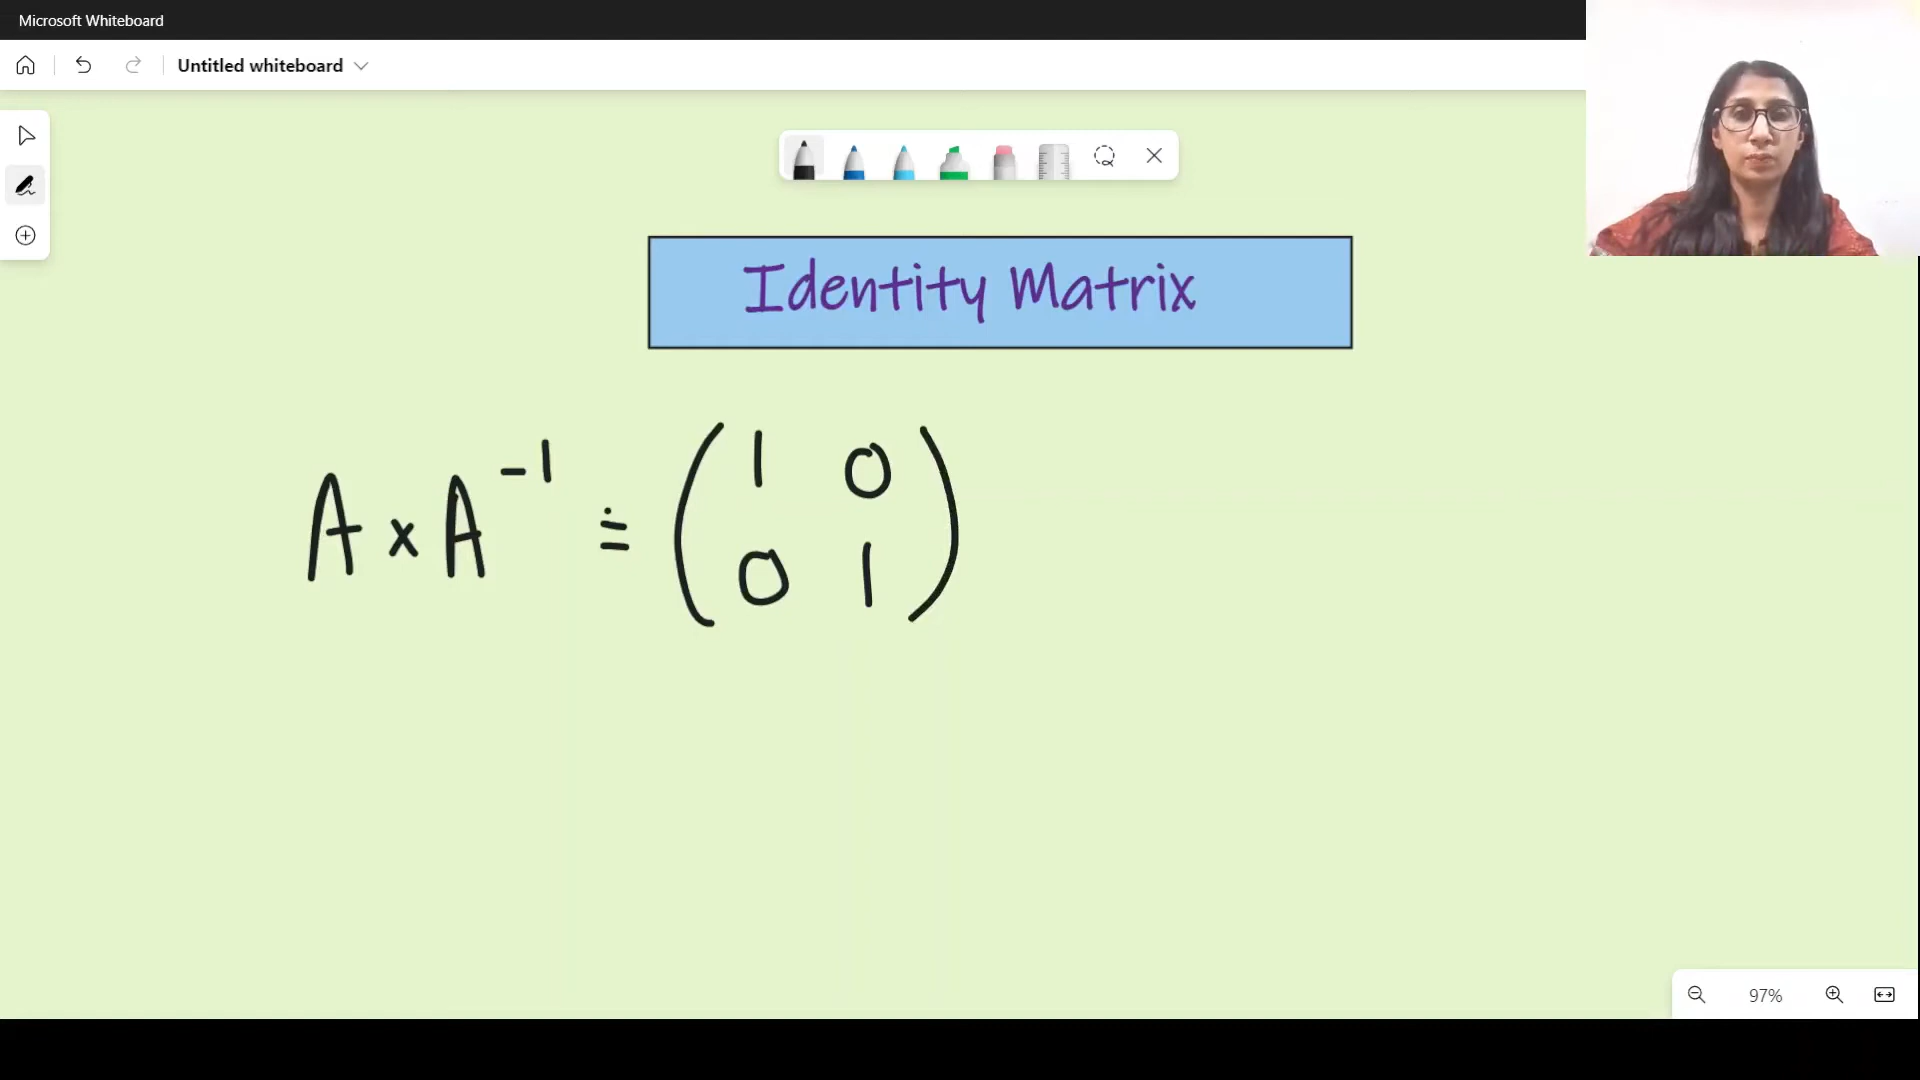 Microsoft Whiteboard
Untitled whiteboard
Identity Matrix
A × A⁻¹ = ( 1 0
0 1 )
97%